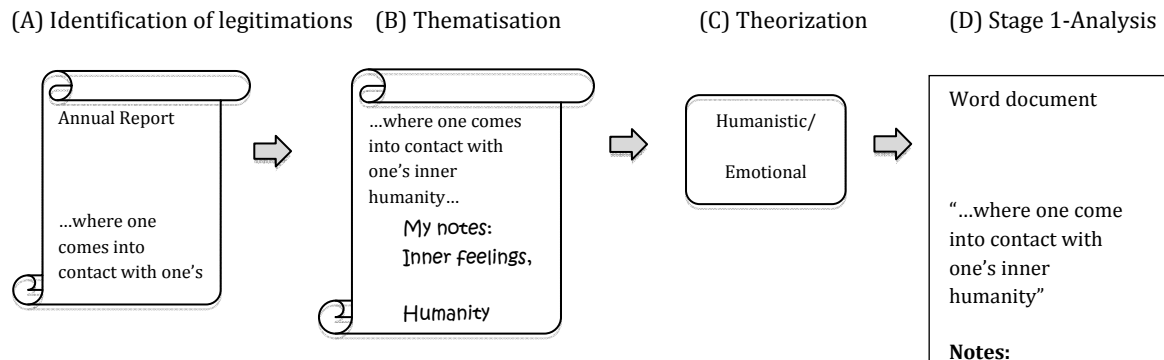 (A) Identification of legitimations (B) Thematisation (C) Theorization (D) Stage 1-Analysis
Annual Report
…where one
comes into
contact with one's
…where one comes
into contact with
one's inner
humanity…
My notes:
Inner feelings,
Humanity
Humanistic/
Emotional
Word document
"…where one come
into contact with
one's inner
humanity"
Notes: